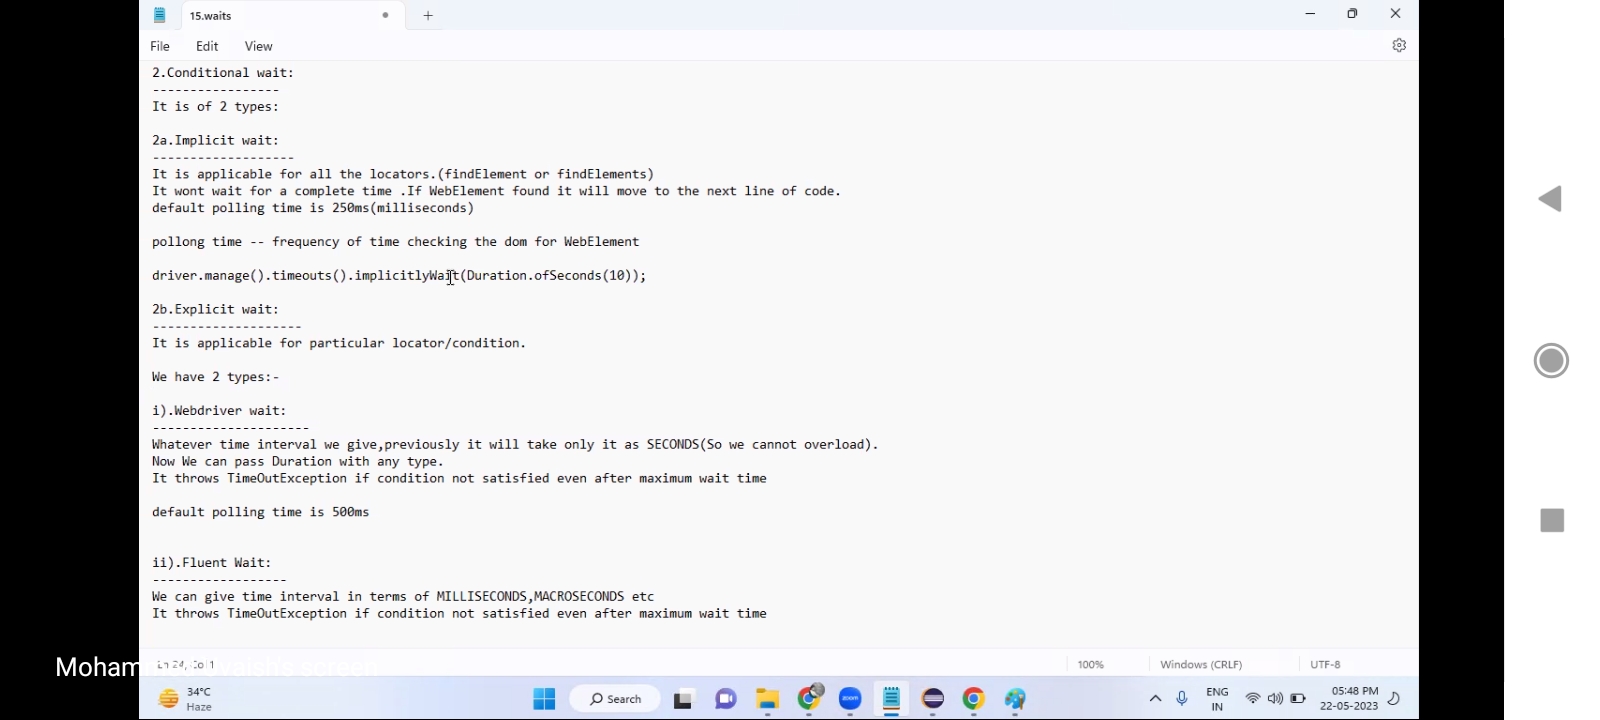 15.waits
File Edit View
2.Conditional wait:
-----------------
It is of 2 types:
2a.Implicit wait:
-------------------
It is applicable for all the locators.(findElement or findElements)
It wont wait for a complete time .If WebElement found it will move to the next line of code.
default polling time is 250ms(milliseconds)
pollong time -- frequency of time checking the dom for WebElement
driver.manage().timeouts().implicitlyWait(Duration.ofSeconds(10));
2b.Explicit wait:
--------------------
It is applicable for particular locator/condition.
We have 2 types:-
i).Webdriver wait:
---------------------
Whatever time interval we give,previously it will take only it as SECONDS(So we cannot overload).
Now We can pass Duration with any type.
It throws TimeOutException if condition not satisfied even after maximum wait time
default polling time is 500ms
ii).Fluent Wait:
------------------
We can give time interval in terms of MILLISECONDS,MACROSECONDS etc
It throws TimeOutException if condition not satisfied even after maximum wait time
Ln 24, Col 1 100% Windows (CRLF) UTF-8
screen
34°C
Haze
Search
zoom
ENG
IN
05:48 PM
22-05-2023